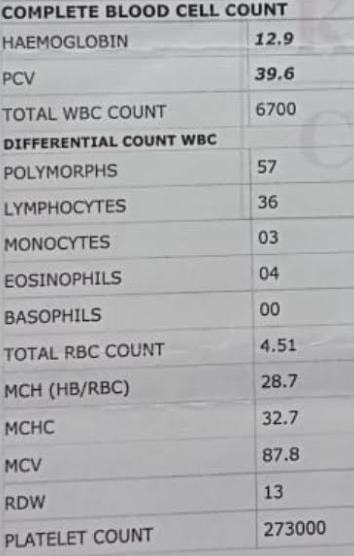 COMPLETE BLOOD CELL COUNT
HAEMOGLOBIN 12.9
PCV 39.6
TOTAL WBC COUNT 6700
DIFFERENTIAL COUNT WBC
POLYMORPHS 57
LYMPHOCYTES 36
MONOCYTES 03
EOSINOPHILS 04
BASOPHILS 00
TOTAL RBC COUNT 4.51
MCH (HB/RBC) 28.7
MCHC 32.7
MCV 87.8
RDW 13
PLATELET COUNT 273000